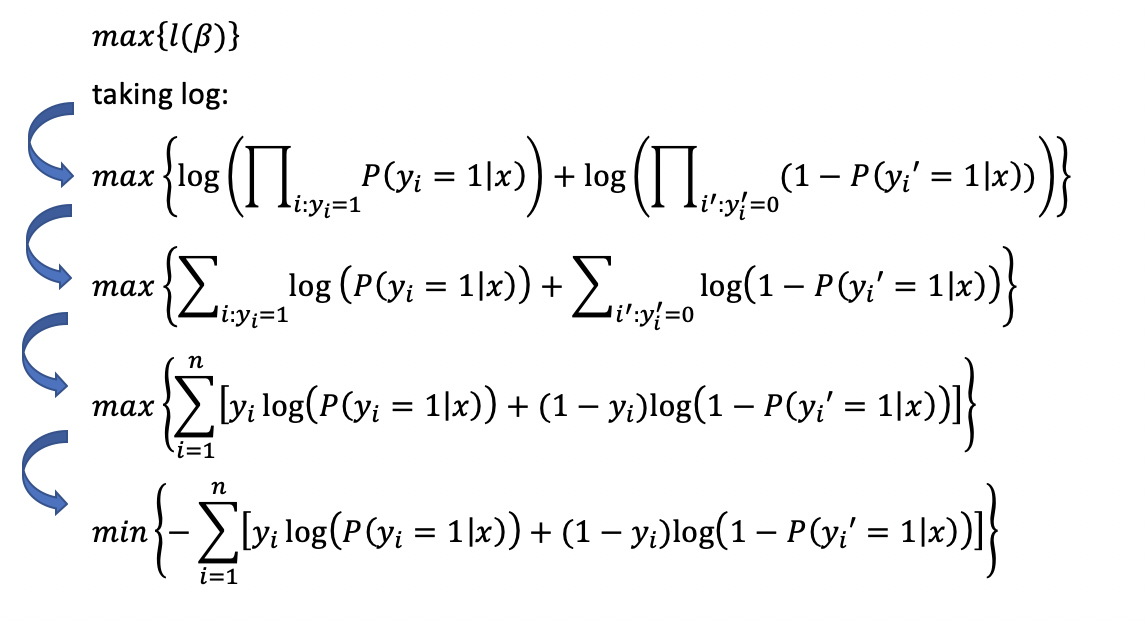 max{l(β)}
taking log:
max {log (∏_{i:y_i=1} P(y_i = 1|x)) + log (∏_{i′:y_i′=0} (1 − P(y_i′ = 1|x)))}
max {∑_{i:y_i=1} log (P(y_i = 1|x)) + ∑_{i′:y_i′=0} log(1 − P(y_i′ = 1|x))}
max {∑_{i=1}^{n} [y_i log(P(y_i = 1|x)) + (1 − y_i)log(1 − P(y_i′ = 1|x))]}
min {− ∑_{i=1}^{n} [y_i log(P(y_i = 1|x)) + (1 − y_i)log(1 − P(y_i′ = 1|x))]}